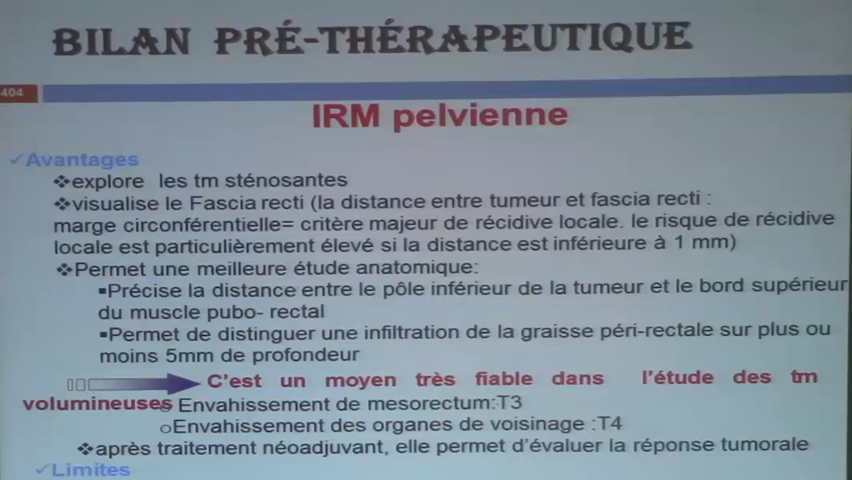 BILAN PRÉ-THÉRAPEUTIQUE
404
IRM pelvienne
✓Avantages
❖explore les tm sténosantes
❖visualise le Fascia recti (la distance entre tumeur et fascia recti :
marge circonférentielle= critère majeur de récidive locale. le risque de récidive
locale est particulièrement élevé si la distance est inférieure à 1 mm)
❖Permet une meilleure étude anatomique:
▪Précise la distance entre le pôle inférieur de la tumeur et le bord supérieur
du muscle pubo- rectal
▪Permet de distinguer une infiltration de la graisse péri-rectale sur plus ou
moins 5mm de profondeur
C'est un moyen très fiable dans l'étude des tm
volumineuses
o Envahissement de mesorectum:T3
oEnvahissement des organes de voisinage :T4
❖après traitement néoadjuvant, elle permet d'évaluer la réponse tumorale
✓Limites